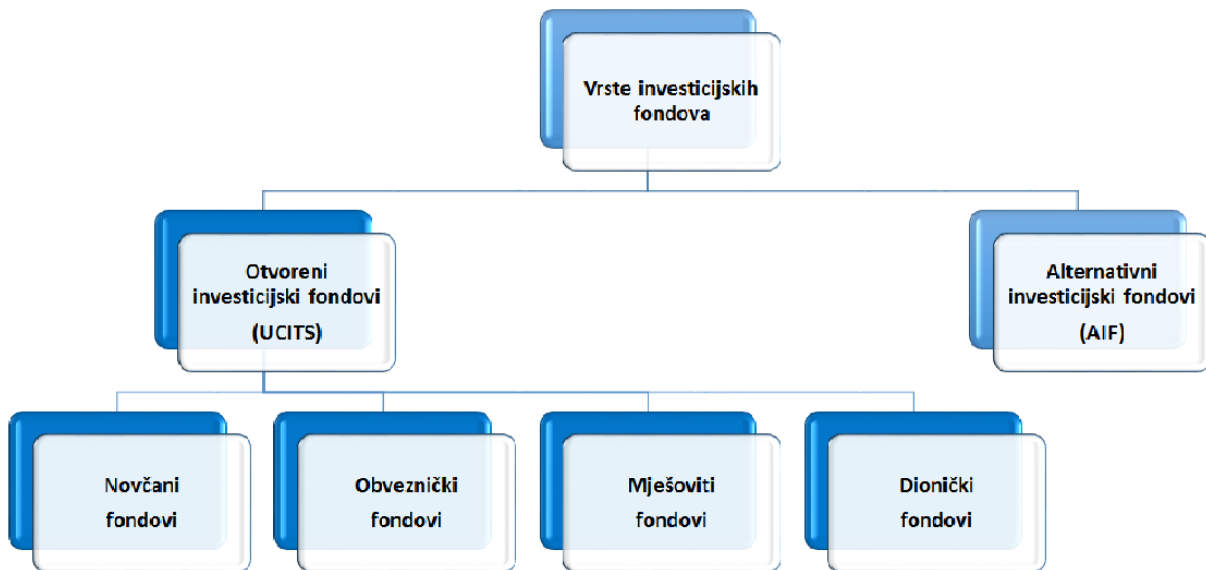 Vrste investicijskih
fondova
Otvoreni
investicijski fondovi
(UCITS)
Alternativni
investicijski fondovi
(AIF)
Novčani
fondovi
Obveznički
fondovi
Mješoviti
fondovi
Dionički
fondovi